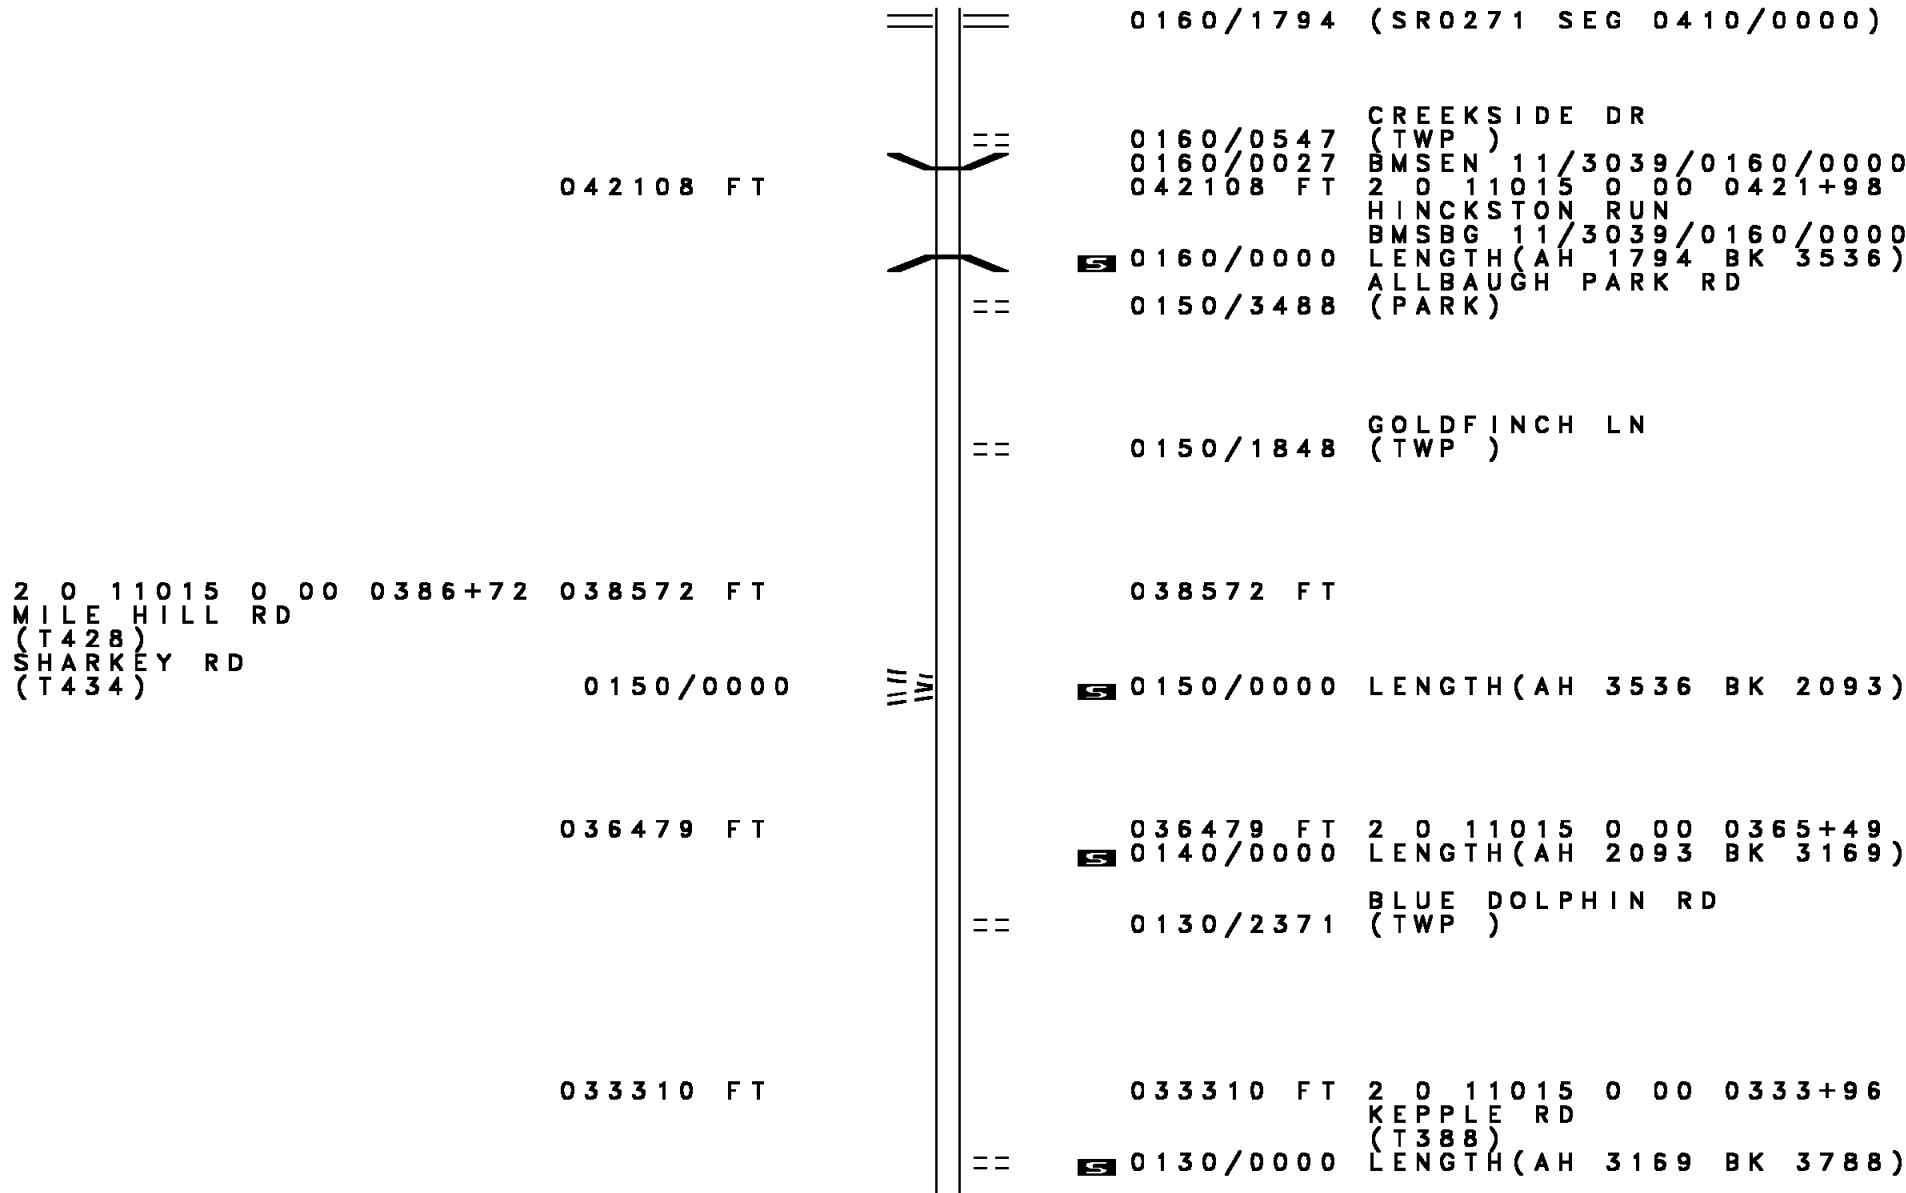 0160/1794 (SR0271 SEG 0410/0000)
CREEKSIDE DR
0160/0547 (TWP )
0160/0027 BMSEN 11/3039/0160/0000
042108 FT 042108 FT 2 0 11015 0 00 0421+98
HINCKSTON RUN
BMSBG 11/3039/0160/0000
S 0160/0000 LENGTH(AH 1794 BK 3536)
ALLBAUGH PARK RD
0150/3488 (PARK)
GOLDFINCH LN
0150/1848 (TWP )
2 0 11015 0 00 0386+72 038572 FT 038572 FT
MILE HILL RD
(T428)
SHARKEY RD
(T434) 0150/0000 S 0150/0000 LENGTH(AH 3536 BK 2093)
036479 FT 036479 FT 2 0 11015 0 00 0365+49
S 0140/0000 LENGTH(AH 2093 BK 3169)
BLUE DOLPHIN RD
0130/2371 (TWP )
033310 FT 033310 FT 2 0 11015 0 00 0333+96
KEPPLE RD
(T388)
S 0130/0000 LENGTH(AH 3169 BK 3788)